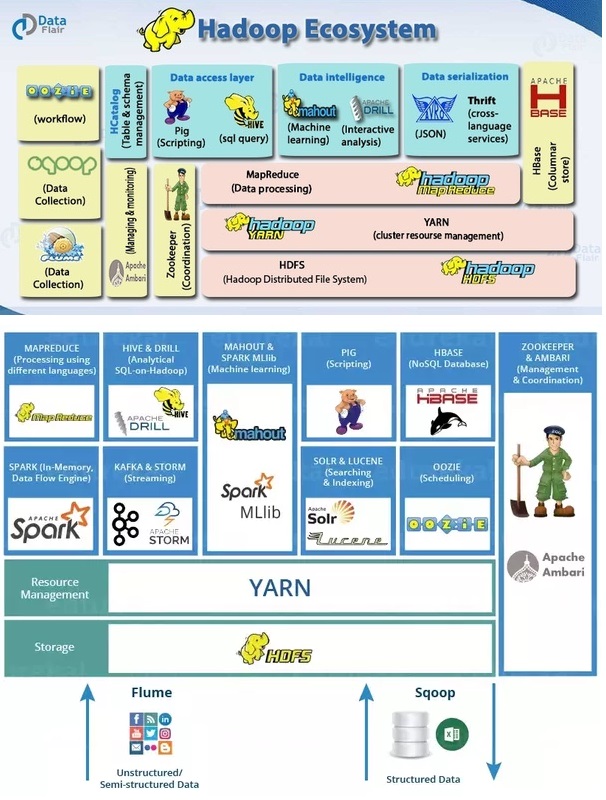 Data
Flair
Hadoop Ecosystem
OOZIE
(workflow)
HCatalog
(Table & schema
management)
Data access layer
Pig
(Scripting)
HIVE
(sql query)
Data intelligence
mahout
(Machine
learning)
APACHE
DRILL
(Interactive
analysis)
Data serialization
AVRO
(JSON)
Thrift
(cross-
language
services)
APACHE
H
BASE
HBase
(Columnar
store)
sqoop
(Data
Collection)
(Managing & monitoring)
Apache
Ambari
Zookeeper
(Coordination)
MapReduce
(Data processing)
hadoop
MapReduce
flume
(Data
Collection)
hadoop
YARN
YARN
(cluster resourse management)
HDFS
(Hadoop Distributed File System)
hadoop
HDFS
MAPREDUCE
(Processing using
different languages)
MapReduce
HIVE & DRILL
(Analytical
SQL-on-Hadoop)
HIVE
APACHE
DRILL
MAHOUT &
SPARK MLlib
(Machine learning)
mahout
Spark
MLlib
PIG
(Scripting)
HBASE
(NoSQL Database)
APACHE
HBASE
ZOOKEEPER
& AMBARI
(Management
& Coordination)
Apache
Ambari
SPARK (In-Memory,
Data Flow Engine)
APACHE
Spark
KAFKA & STORM
(Streaming)
APACHE
STORM
SOLR & LUCENE
(Searching
& Indexing)
Apache
Solr
Lucene
OOZIE
(Scheduling)
OOZIE
Resource
Management
YARN
Storage
HDFS
Flume
Unstructured/
Semi-structured Data
Sqoop
Structured Data